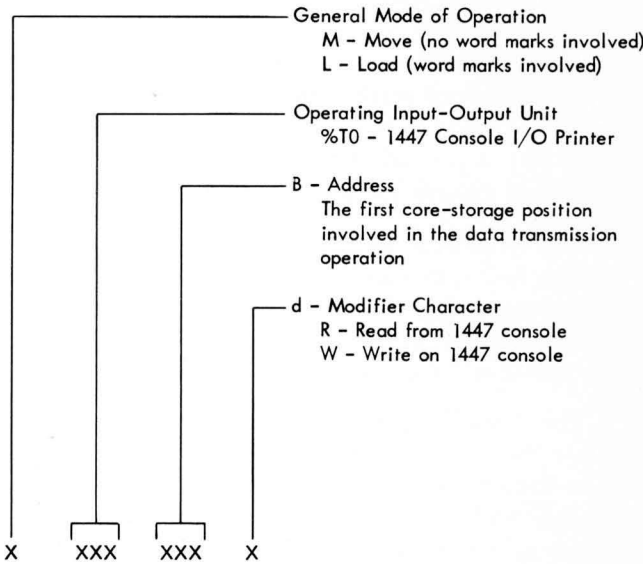 General Mode of Operation
M - Move (no word marks involved)
L - Load (word marks involved)
Operating Input-Output Unit
%T0 - 1447 Console I/O Printer
B - Address
The first core-storage position
involved in the data transmission
operation
d - Modifier Character
R - Read from 1447 console
W - Write on 1447 console
X XXX XXX X